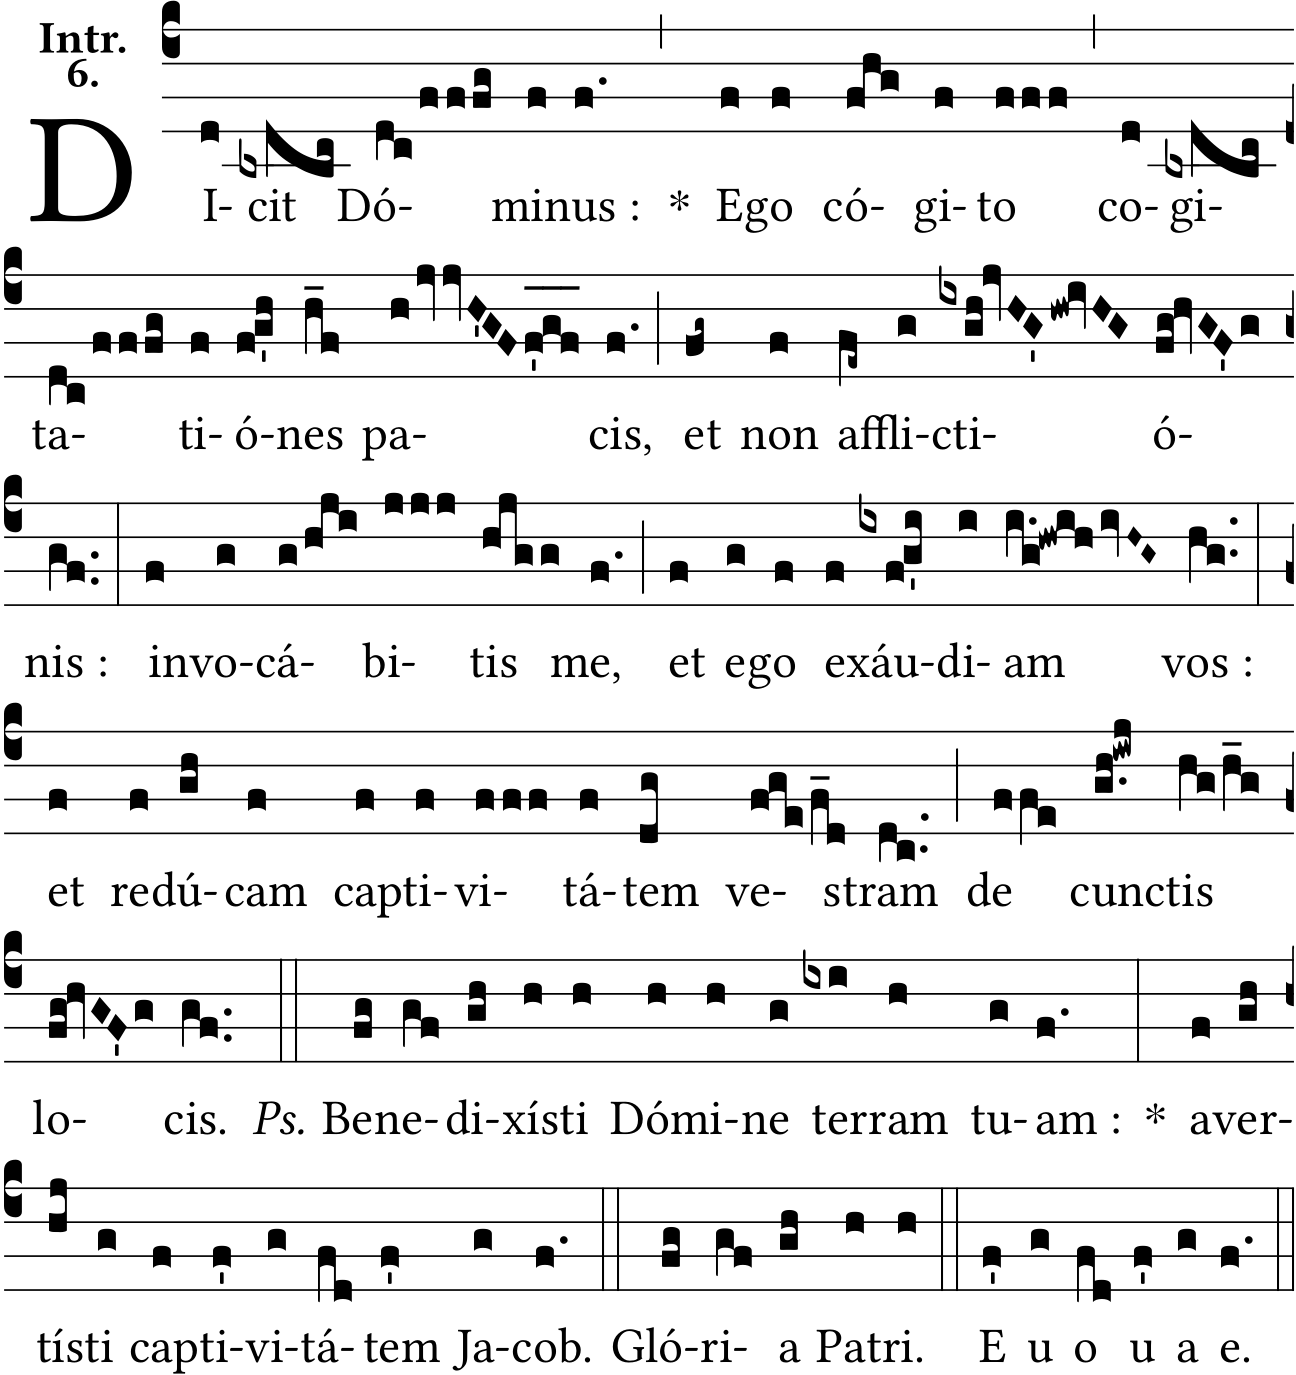 Intr.
6.
DI- cit Dó- minus : * Ego có- gi- to co- gi-
ta- ti- ó-nes pa- cis, et non affli-cti- ó-
nis : invo-cá- bi- tis me, et ego exáu-di- am vos :
et redú-cam capti-vi- tá-tem ve- stram de cunctis
lo- cis. Ps. Bene-di-xísti Dómi-ne terram tu-am : * aver-
tísti capti-vi-tá-tem Ja-cob. Gló-ri- a Patri. E u o u a e.